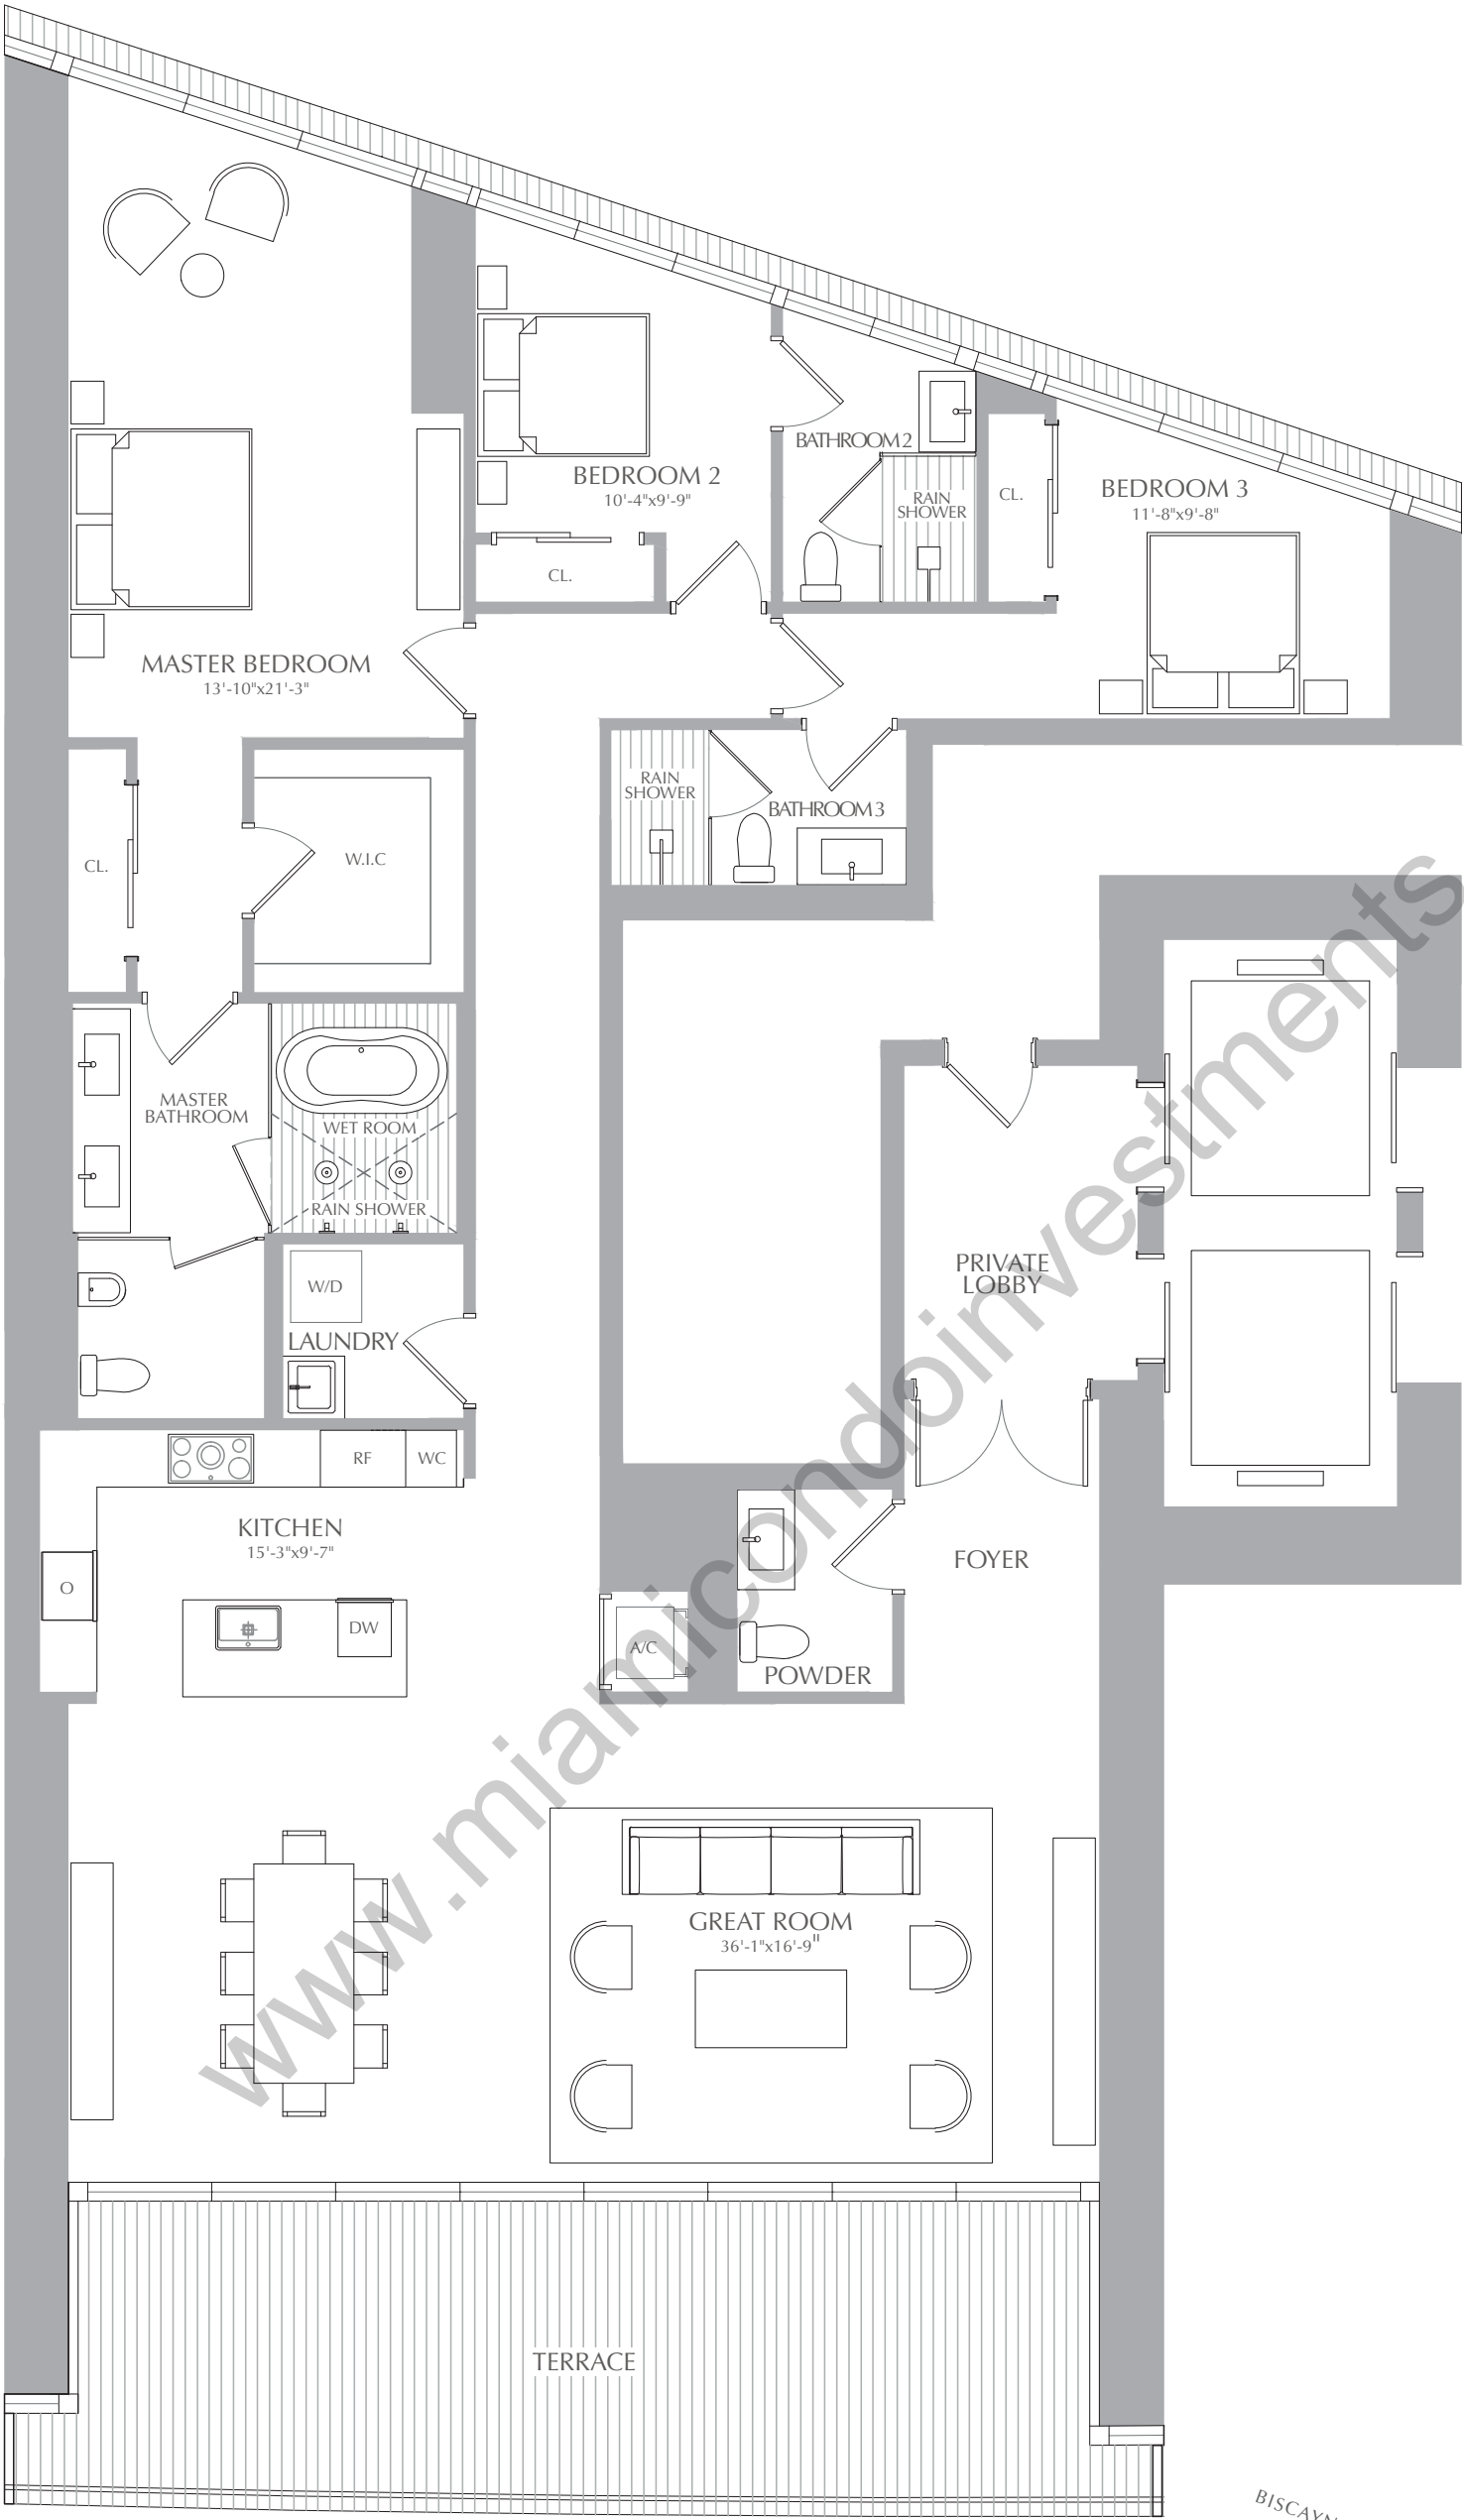 BATHROOM 2
BEDROOM 2
10'-4"x9'-9"
RAIN
SHOWER
CL.
BEDROOM 3
11'-8"x9'-8"
CL.
MASTER BEDROOM
13'-10"x21'-3"
RAIN
SHOWER
BATHROOM 3
CL.
W.I.C
MASTER
BATHROOM
WET ROOM
RAIN SHOWER
PRIVATE
LOBBY
W/D
LAUNDRY
RF
WC
KITCHEN
15'-3"x9'-7"
FOYER
O
DW
A/C
POWDER
GREAT ROOM
36'-1"x16'-9"
TERRACE
www.miamicondoinvestments